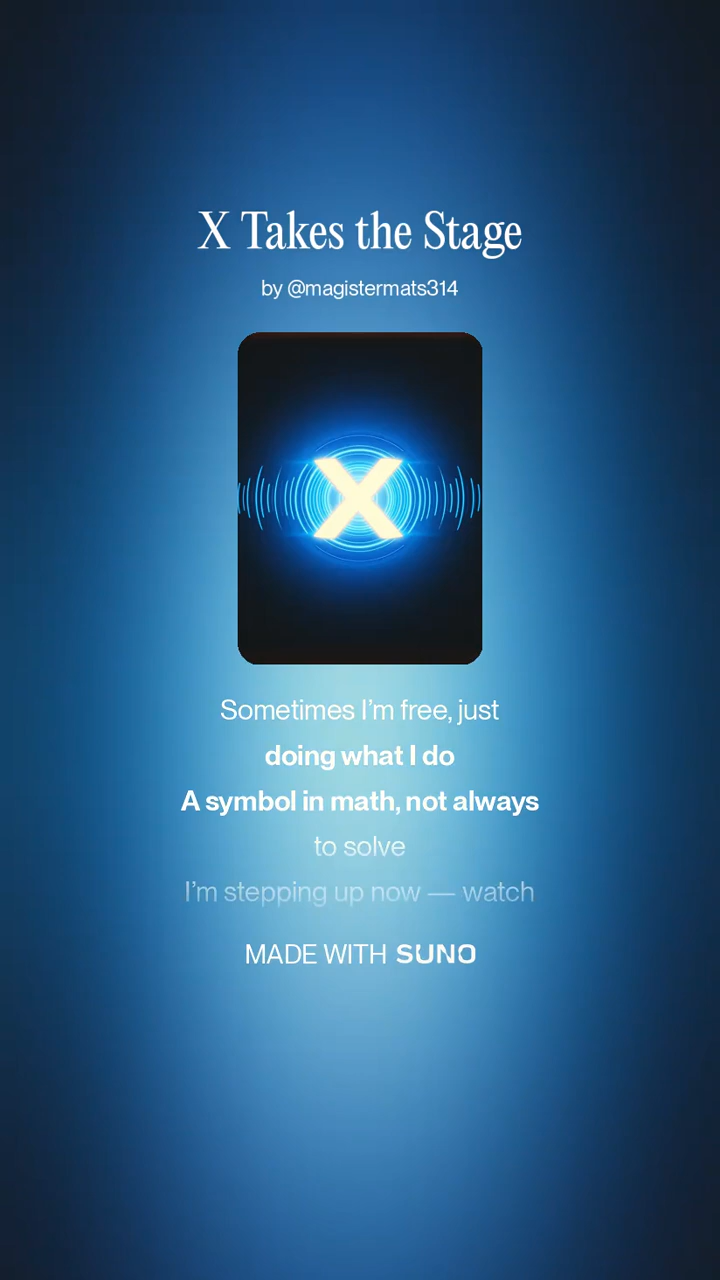 X Takes the Stage
by @magistermats314
X
Sometimes I'm free, just
doing what I do
A symbol in math, not always
to solve
I'm stepping up now — watch
MADE WITH SUNO